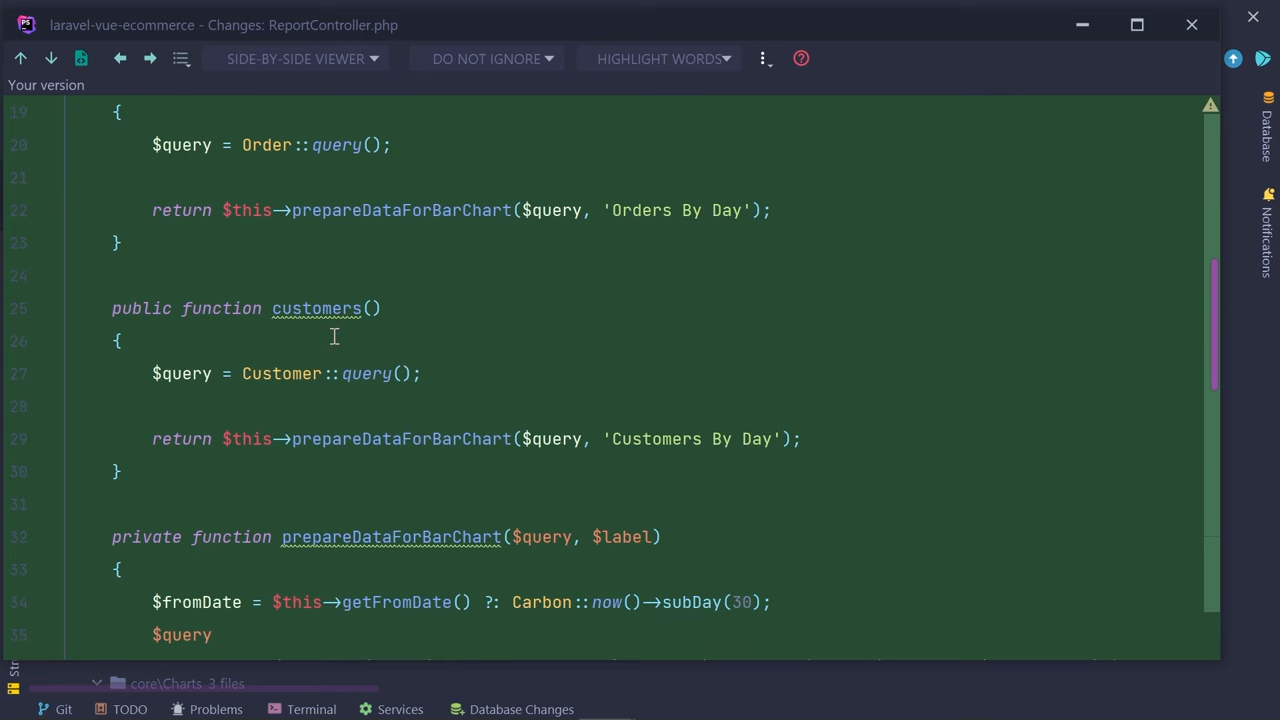 laravel-vue-ecommerce - Changes: ReportController.php
SIDE-BY-SIDE VIEWER DO NOT IGNORE HIGHLIGHT WORDS
Your version
19 {
20 $query = Order::query();
21
22 return $this->prepareDataForBarChart($query, 'Orders By Day');
23 }
24
25 public function customers()
26 {
27 $query = Customer::query();
28
29 return $this->prepareDataForBarChart($query, 'Customers By Day');
30 }
31
32 private function prepareDataForBarChart($query, $label)
33 {
34 $fromDate = $this->getFromDate() ?: Carbon::now()->subDay(30);
35 $query
Database
Notifications
core\Charts 3 files
Git TODO Problems Terminal Services Database Changes